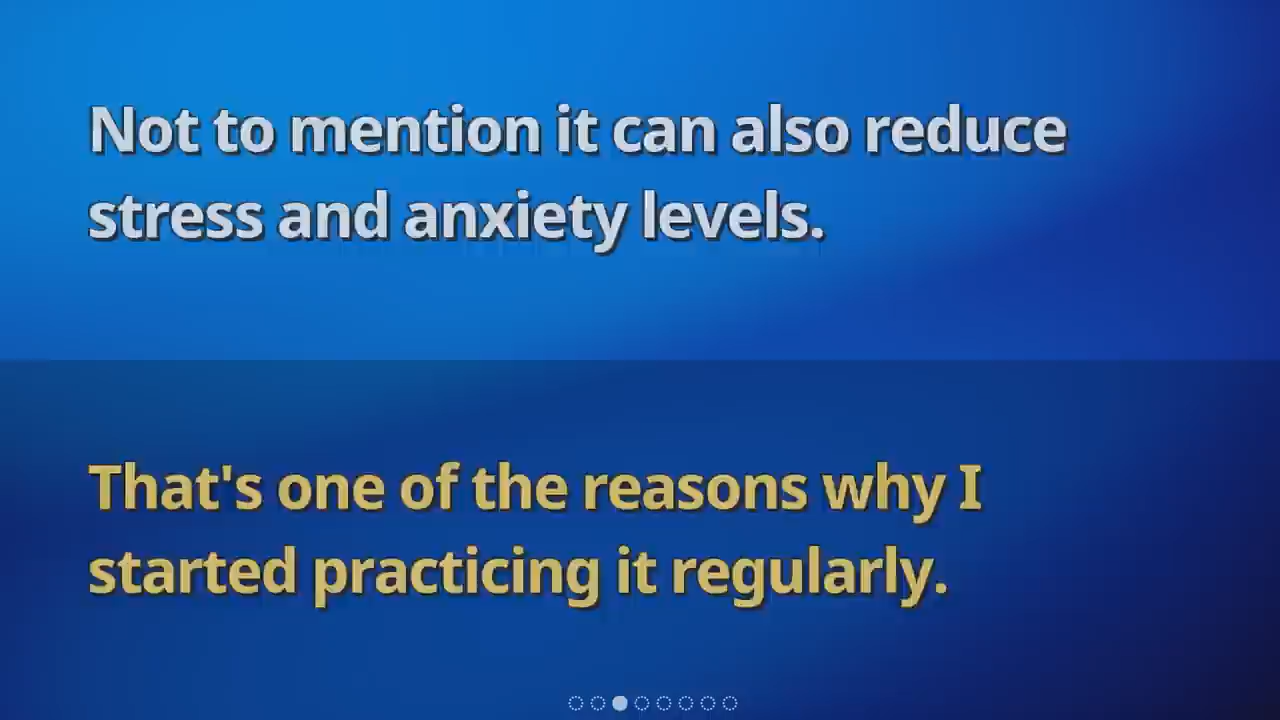 Not to mention it can also reduce
stress and anxiety levels.
That's one of the reasons why I
started practicing it regularly.